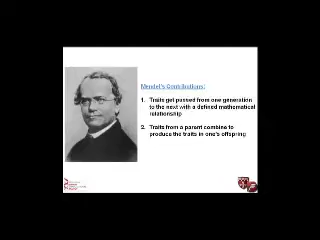 Mendel's Contributions:
1. Traits get passed from one generation
to the next with a defined mathematical
relationship
2. Traits from a parent combine to
produce the traits in one's offspring